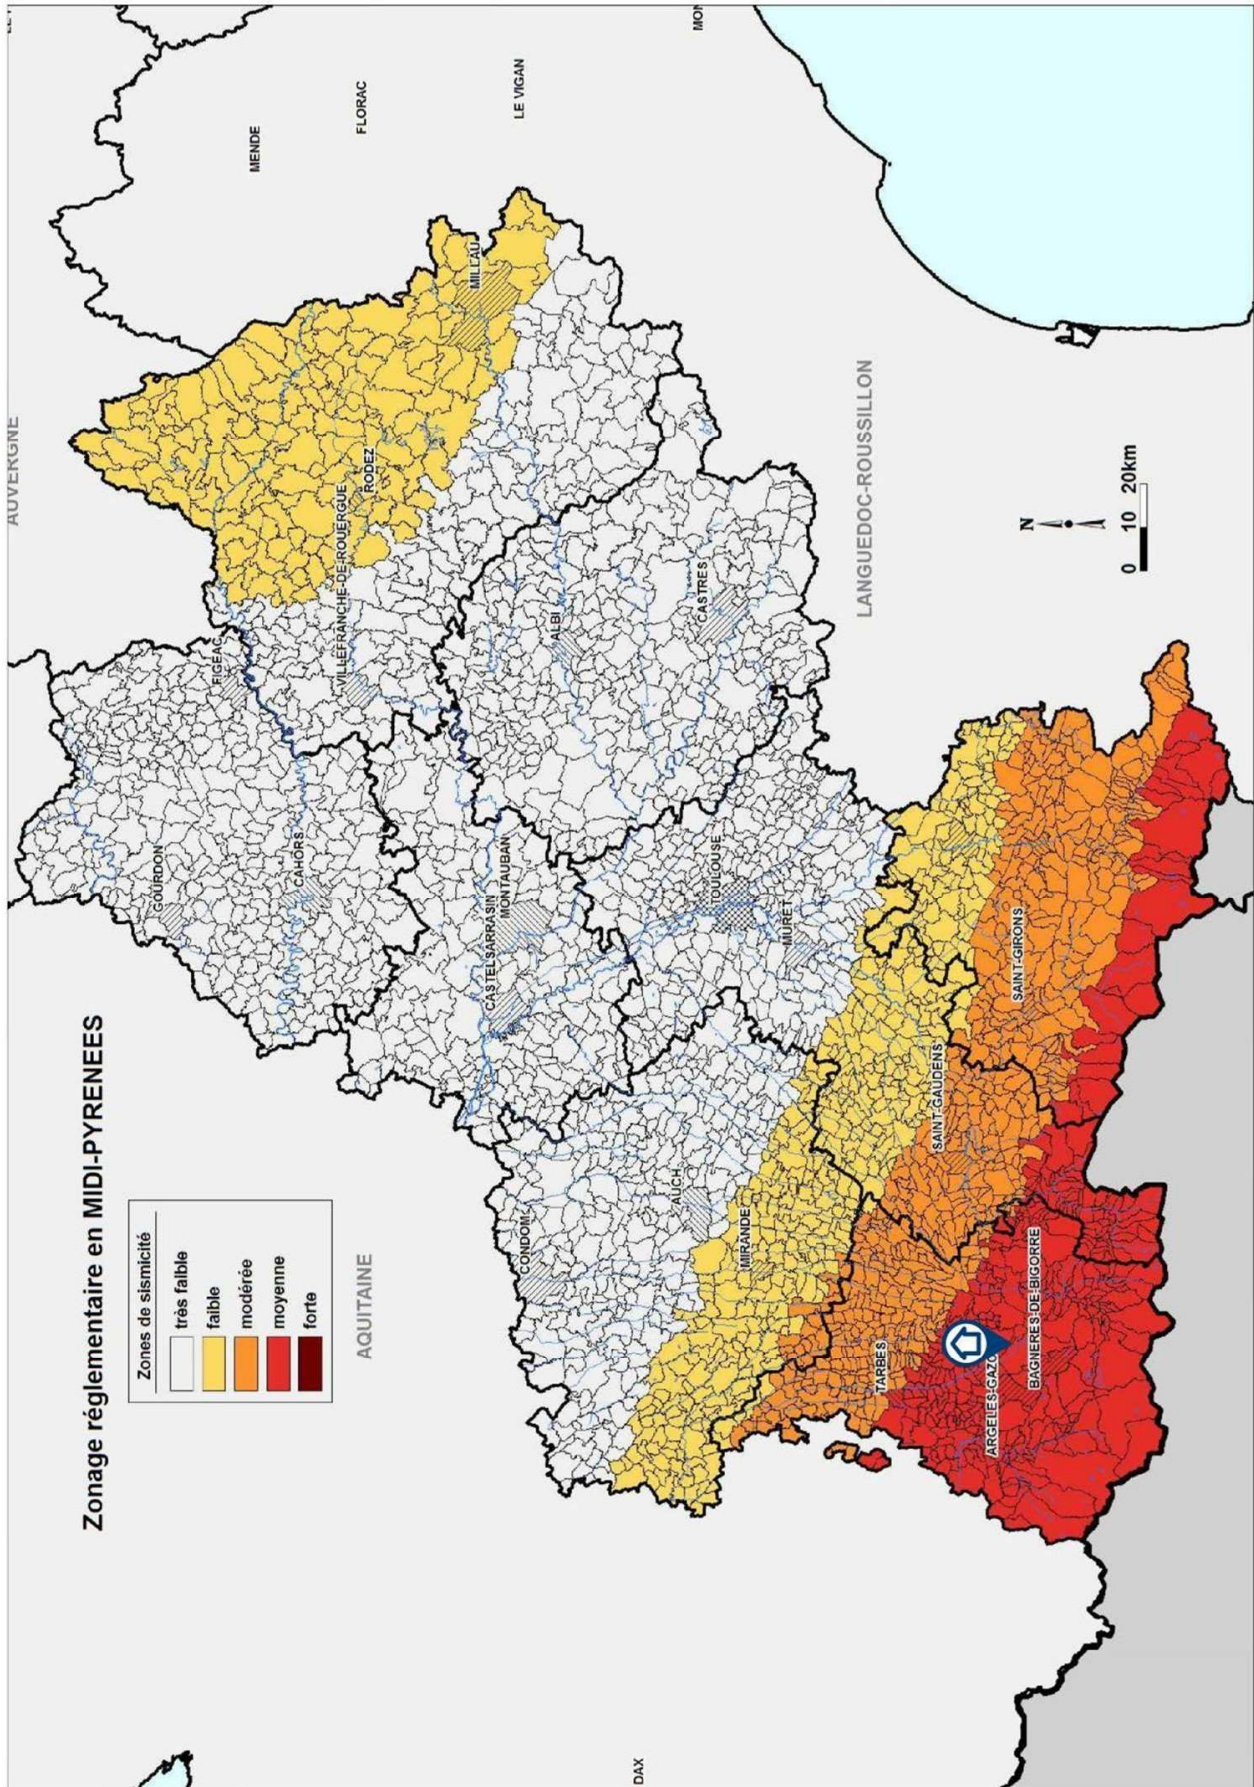 Zonage réglementaire en MIDI-PYRENEES
Zones de sismicité
très faible
faible
modérée
moyenne
forte
AUVERGNE
AQUITAINE
LANGUEDOC-ROUSSILLON
MENDE
FLORAC
LE VIGAN
MILLAU
RODEZ
VILLEFRANCHE-DE-ROUERGUE
FIGEAC
GOURDON
CAHORS
CASTELSARRASIN
MONTAUBAN
ALBI
CASTRES
TOULOUSE
MURET
CONDOM
AUCH
MIRANDE
SAINT-GIRONS
SAINT-GAUDENS
TARBES
BAGNERES-DE-BIGORRE
DAX
N
0 10 20km